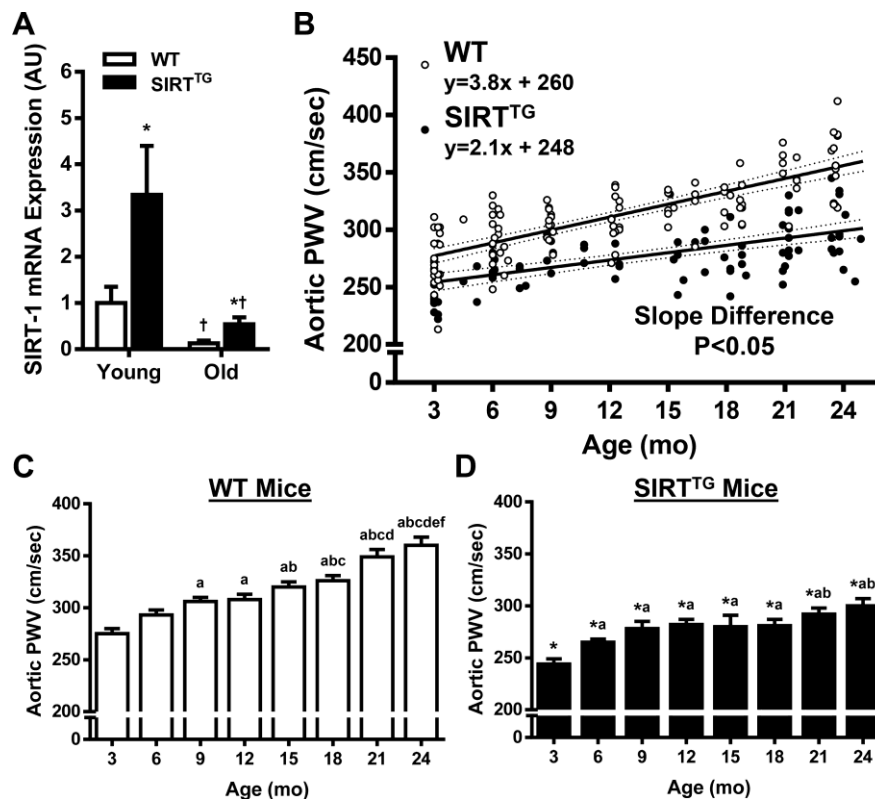 A
SIRT-1 mRNA Expression (AU)
WT
SIRTTG
6
5
4
3
2
1
0
*
†
*†
Young Old
B
Aortic PWV (cm/sec)
450
400
350
300
250
200
0
WT
y=3.8x + 260
SIRTTG
y=2.1x + 248
Slope Difference
P<0.05
3 6 9 12 15 18 21 24
Age (mo)
C
WT Mice
Aortic PWV (cm/sec)
400
350
300
250
200
0
a a ab abc abcd abcdef
3 6 9 12 15 18 21 24
Age (mo)
D
SIRTTG Mice
Aortic PWV (cm/sec)
400
350
300
250
200
0
* *a *a *a *a *a *ab *ab
3 6 9 12 15 18 21 24
Age (mo)